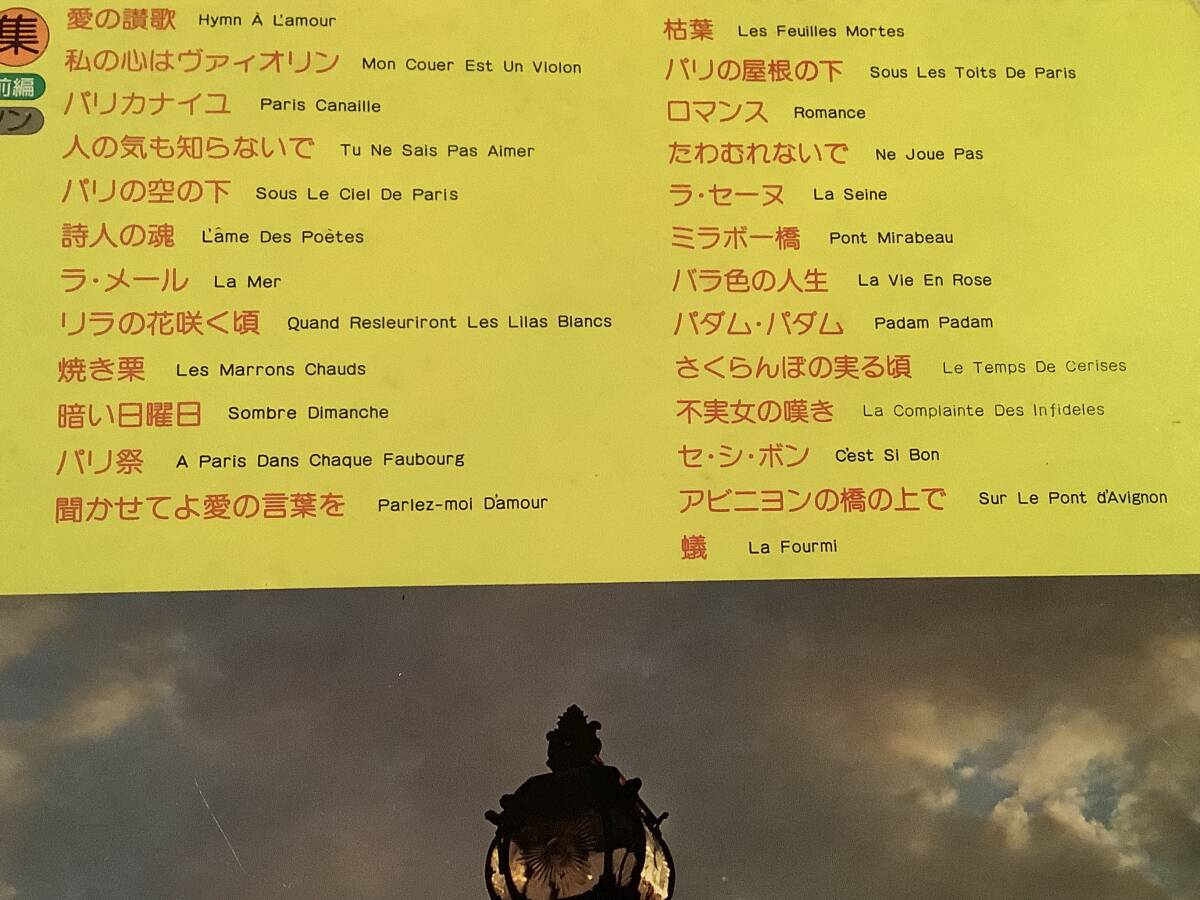 集
前編
ン
愛の讃歌 Hymn À L'amour
私の心はヴァイオリン Mon Couer Est Un Violon
パリカナイユ Paris Canaille
人の気も知らないで Tu Ne Sais Pas Aimer
パリの空の下 Sous Le Ciel De Paris
詩人の魂 L'âme Des Poètes
ラ・メール La Mer
リラの花咲く頃 Quand Resleuriront Les Lilas Blancs
焼き栗 Les Marrons Chauds
暗い日曜日 Sombre Dimanche
パリ祭 A Paris Dans Chaque Faubourg
聞かせてよ愛の言葉を Parlez-moi D'amour
枯葉 Les Feuilles Mortes
パリの屋根の下 Sous Les Toits De Paris
ロマンス Romance
たわむれないで Ne Joue Pas
ラ・セーヌ La Seine
ミラボー橋 Pont Mirabeau
バラ色の人生 La Vie En Rose
パダム・パダム Padam Padam
さくらんぼの実る頃 Le Temps De Cerises
不実女の嘆き La Complainte Des Infideles
セ・シ・ボン C'est Si Bon
アビニヨンの橋の上で Sur Le Pont d'Avignon
蟻 La Fourmi